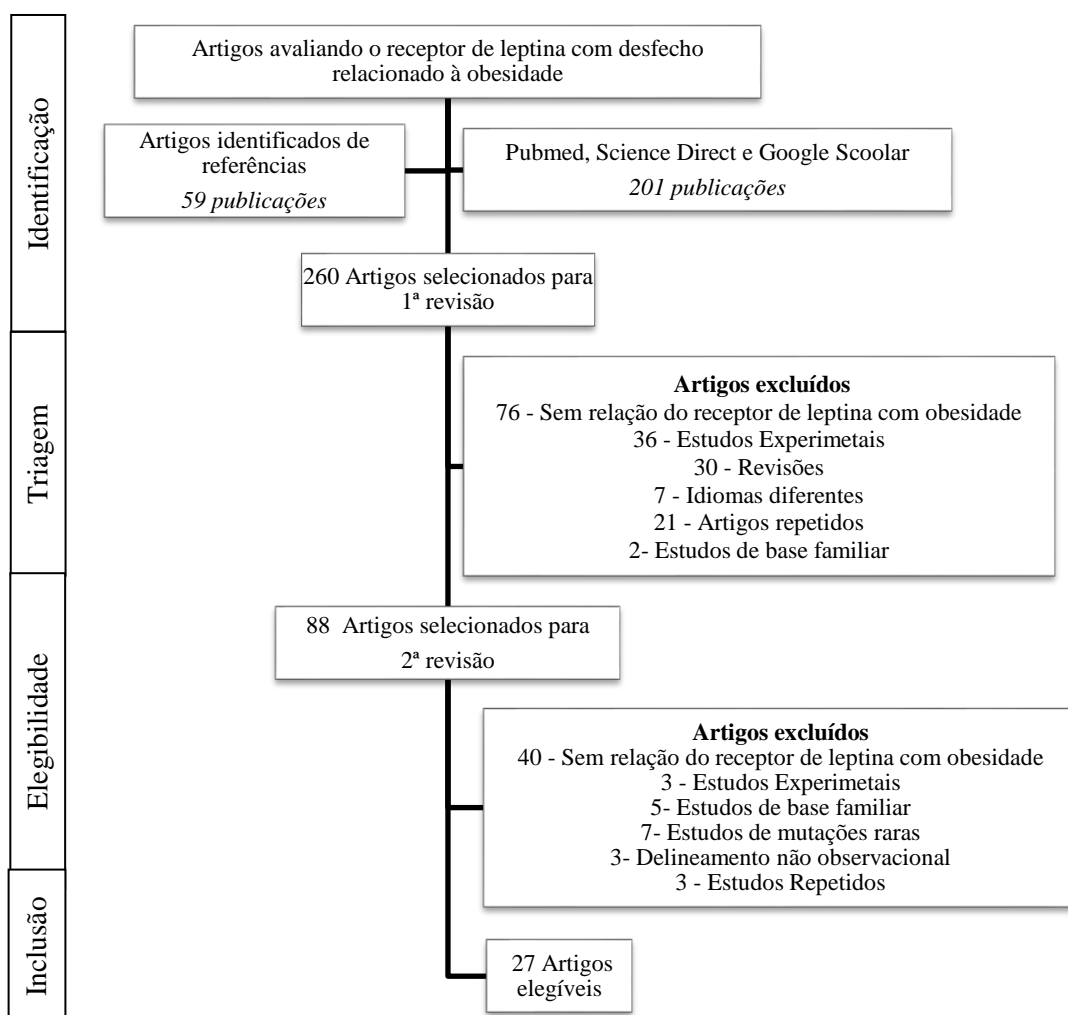 Identificação
Artigos avaliando o receptor de leptina com desfecho
relacionado à obesidade
Artigos identificados de
referências
59 publicações
Pubmed, Science Direct e Google Scoolar
201 publicações
260 Artigos selecionados para
1ª revisão
Triagem
Artigos excluídos
76 - Sem relação do receptor de leptina com obesidade
36 - Estudos Experimetais
30 - Revisões
7 - Idiomas diferentes
21 - Artigos repetidos
2- Estudos de base familiar
Elegibilidade
88 Artigos selecionados para
2ª revisão
Artigos excluídos
40 - Sem relação do receptor de leptina com obesidade
3 - Estudos Experimetais
5- Estudos de base familiar
7- Estudos de mutações raras
3- Delineamento não observacional
3 - Estudos Repetidos
Inclusão
27 Artigos
elegíveis